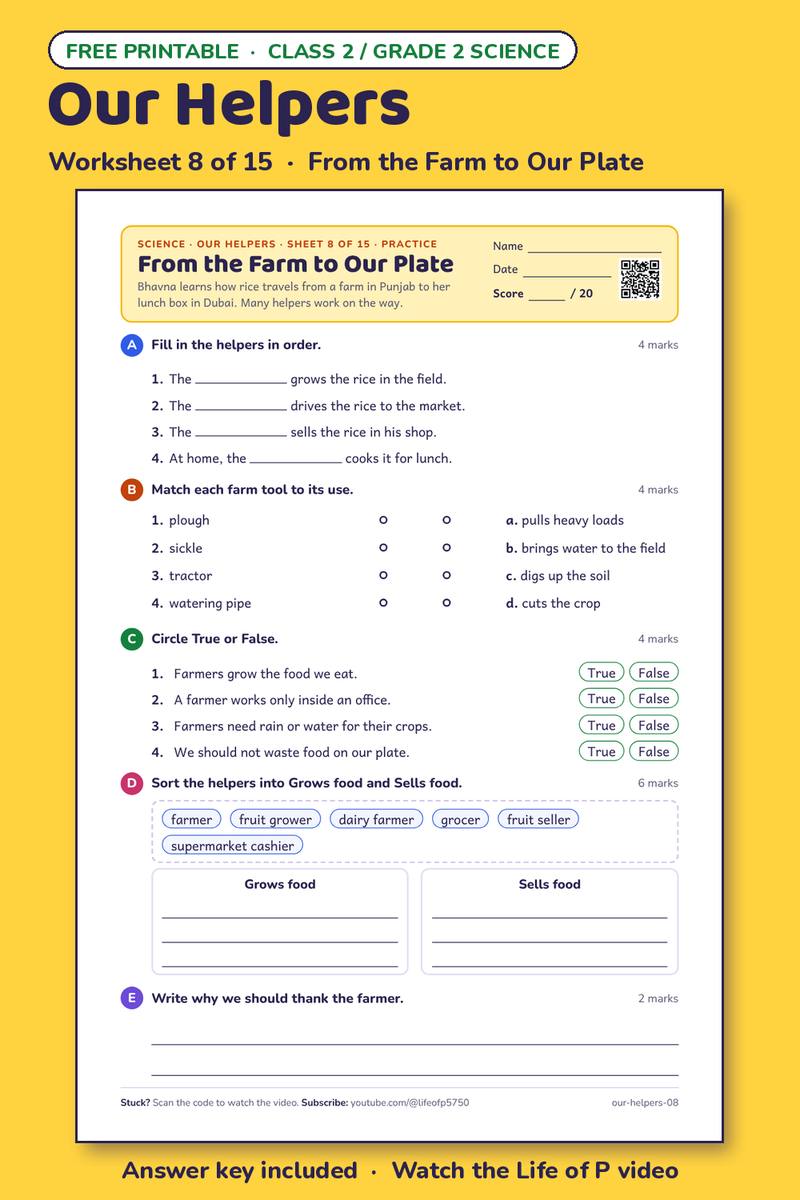 FREE PRINTABLE · CLASS 2 / GRADE 2 SCIENCE
Our Helpers
Worksheet 8 of 15 · From the Farm to Our Plate
SCIENCE · OUR HELPERS · SHEET 8 OF 15 · PRACTICE
From the Farm to Our Plate
Bhavna learns how rice travels from a farm in Punjab to her
lunch box in Dubai. Many helpers work on the way.
Name ____________
Date ____________
Score ______ / 20
A Fill in the helpers in order. 4 marks
1. The ____________ grows the rice in the field.
2. The ____________ drives the rice to the market.
3. The ____________ sells the rice in his shop.
4. At home, the ____________ cooks it for lunch.
B Match each farm tool to its use. 4 marks
1. plough a. pulls heavy loads
2. sickle b. brings water to the field
3. tractor c. digs up the soil
4. watering pipe d. cuts the crop
C Circle True or False. 4 marks
1. Farmers grow the food we eat. True False
2. A farmer works only inside an office. True False
3. Farmers need rain or water for their crops. True False
4. We should not waste food on our plate. True False
D Sort the helpers into Grows food and Sells food. 6 marks
farmer fruit grower dairy farmer grocer fruit seller
supermarket cashier
Grows food Sells food
E Write why we should thank the farmer. 2 marks
Stuck? Scan the code to watch the video. Subscribe: youtube.com/@lifeofp5750 our-helpers-08
Answer key included · Watch the Life of P video